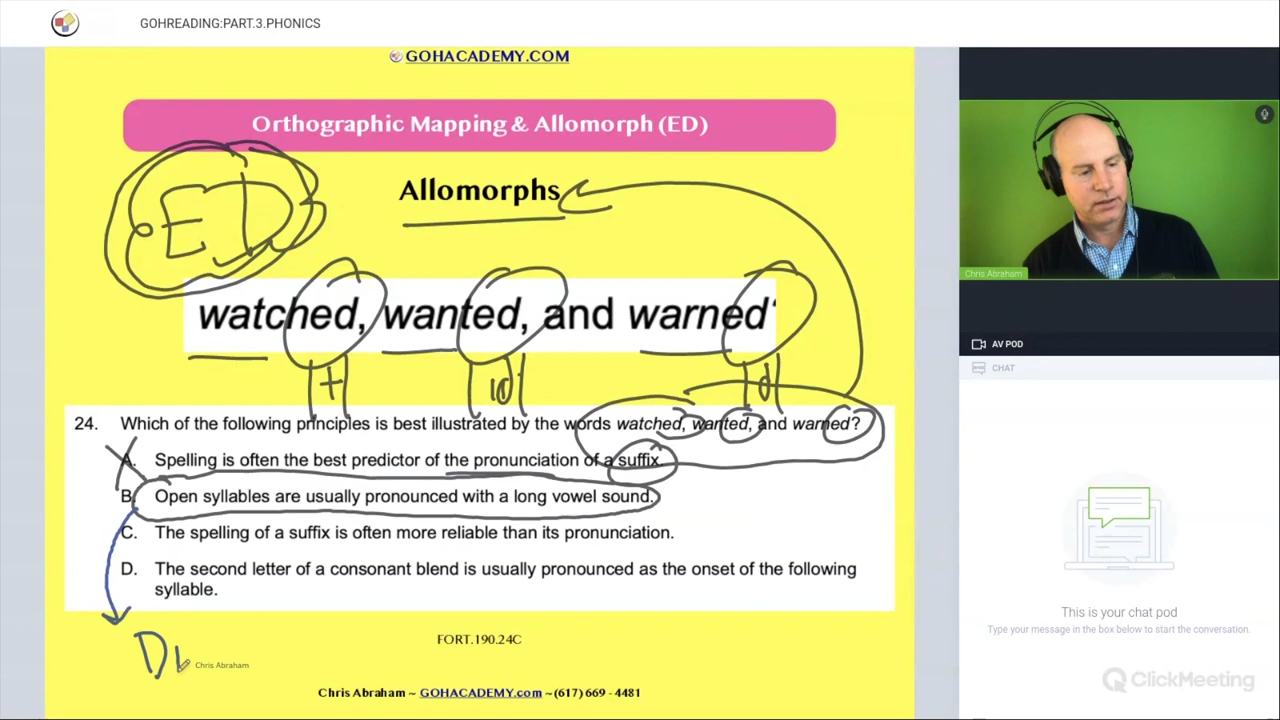 GOHREADING:PART.3.PHONICS
GOHACADEMY.COM
Orthographic Mapping & Allomorph (ED)
Allomorphs
ED
watched, wanted, and warned
t id d
24. Which of the following principles is best illustrated by the words watched, wanted, and warned?
A. Spelling is often the best predictor of the pronunciation of a suffix.
B. Open syllables are usually pronounced with a long vowel sound.
C. The spelling of a suffix is often more reliable than its pronunciation.
D. The second letter of a consonant blend is usually pronounced as the onset of the following
syllable.
FORT.190.24C
Chris Abraham
Chris Abraham ~ GOHACADEMY.com ~ (617) 669 - 4481
Chris Abraham
AV POD
CHAT
This is your chat pod
Type your message in the box below to start the conversation.
ClickMeeting